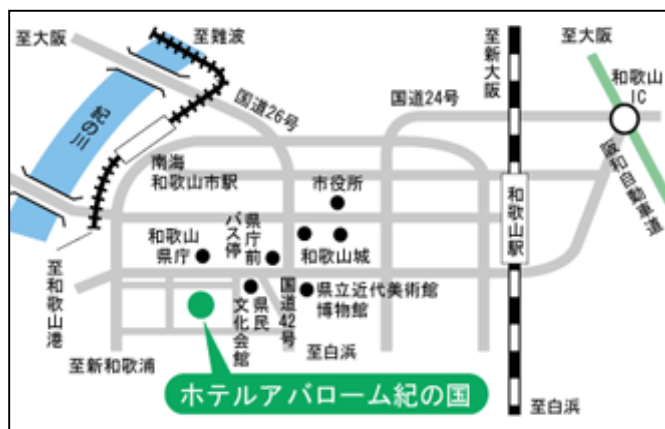 至大阪
至難波
至新大阪
至大阪
和歌山
IC
国道26号
国道24号
紀の川
阪和自動車道
南海
和歌山市駅
市役所
和歌山駅
和歌山
県庁
県庁前
バス停
和歌山城
至和歌山港
県民
文化会館
国道42号
県立近代美術館
博物館
至新和歌浦
至白浜
ホテルアバローム紀の国
至白浜